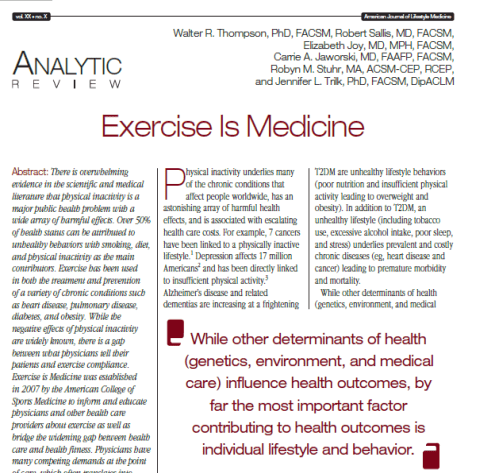 vol. XX • no. X
American Journal of Lifestyle Medicine
Walter R. Thompson, PhD, FACSM, Robert Sallis, MD, FACSM,
Elizabeth Joy, MD, MPH, FACSM,
Carrie A. Jaworski, MD, FAAFP, FACSM,
Robyn M. Stuhr, MA, ACSM-CEP, RCEP,
and Jennifer L. Trilk, PhD, FACSM, DipACLM
ANALYTIC
REVIEW
Exercise Is Medicine
Abstract: There is overwhelming
evidence in the scientific and medical
literature that physical inactivity is a
major public health problem with a
wide array of harmful effects. Over 50%
of health status can be attributed to
unhealthy behaviors with smoking, diet,
and physical inactivity as the main
contributors. Exercise has been used
in both the treatment and prevention
of a variety of chronic conditions such
as heart disease, pulmonary disease,
diabetes, and obesity. While the
negative effects of physical inactivity
are widely known, there is a gap
between what physicians tell their
patients and exercise compliance.
Exercise is Medicine was established
in 2007 by the American College of
Sports Medicine to inform and educate
physicians and other health care
providers about exercise as well as
bridge the widening gap between health
care and health fitness. Physicians have
many competing demands at the point
of care, which often translates into
Physical inactivity underlies many
of the chronic conditions that
affect people worldwide, has an
astonishing array of harmful health
effects, and is associated with escalating
health care costs. For example, 7 cancers
have been linked to a physically inactive
lifestyle.1 Depression affects 17 million
Americans2 and has been directly linked
to insufficient physical activity.3
Alzheimer's disease and related
dementias are increasing at a frightening
T2DM are unhealthy lifestyle behaviors
(poor nutrition and insufficient physical
activity leading to overweight and
obesity). In addition to T2DM, an
unhealthy lifestyle (including tobacco
use, excessive alcohol intake, poor sleep,
and stress) underlies prevalent and costly
chronic diseases (eg, heart disease and
cancer) leading to premature morbidity
and mortality.
While other determinants of health
(genetics, environment, and medical
While other determinants of health
(genetics, environment, and medical
care) influence health outcomes, by
far the most important factor
contributing to health outcomes is
individual lifestyle and behavior.